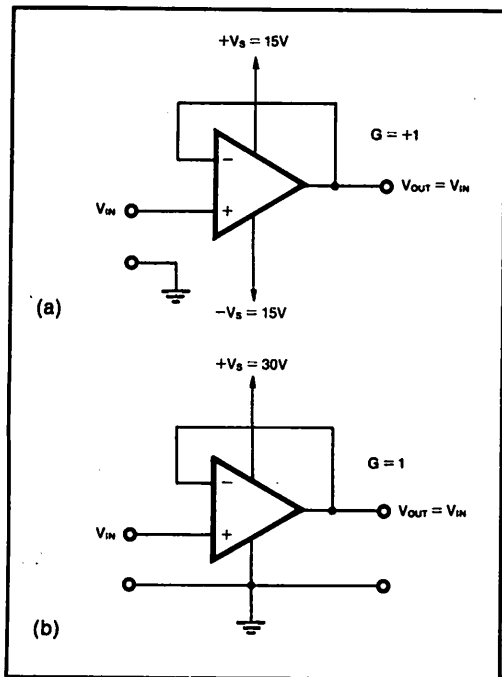 +Vs = 15V
G = +1
−
VIN
+
VOUT = VIN
(a)
−Vs = 15V
+Vs = 30V
G = 1
−
VIN
+
VOUT = VIN
(b)